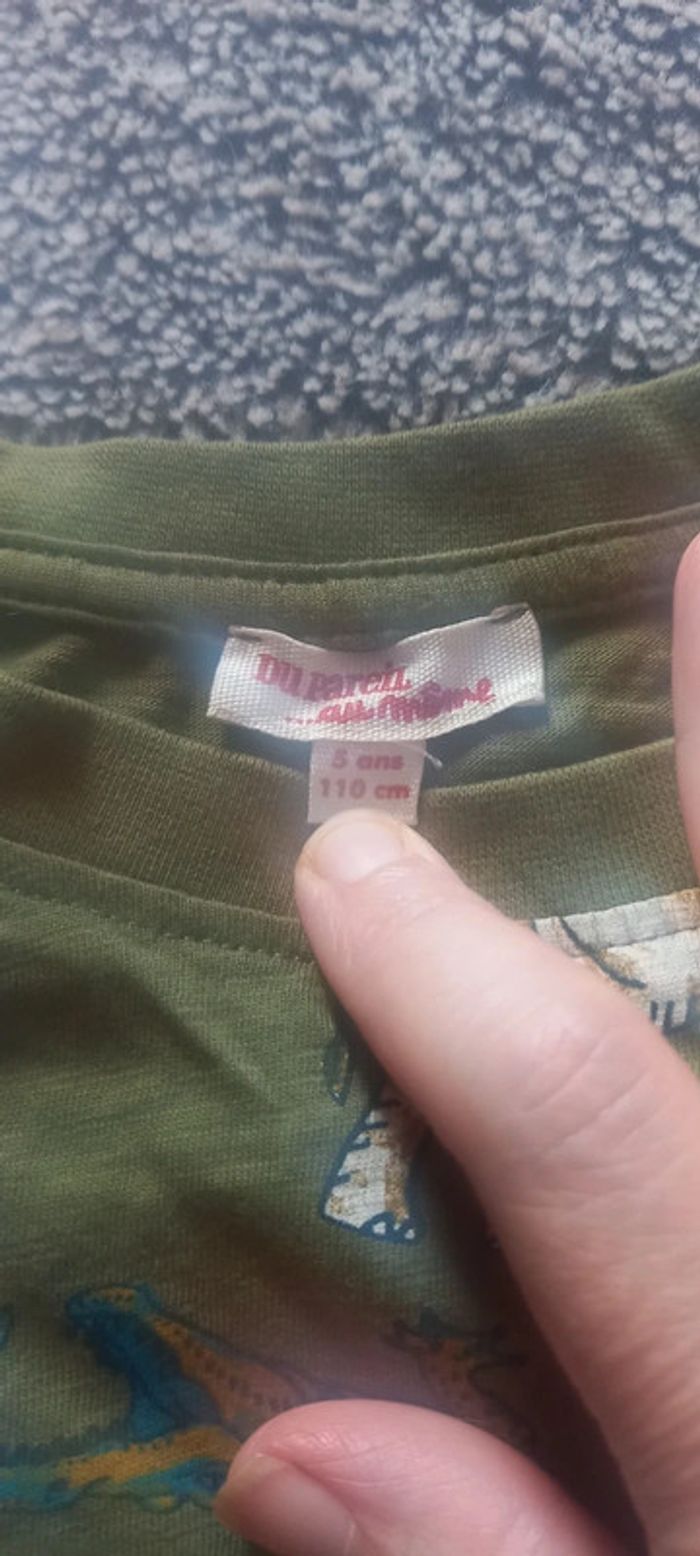 DU PAREIL
...au même
5 ans
110 cm